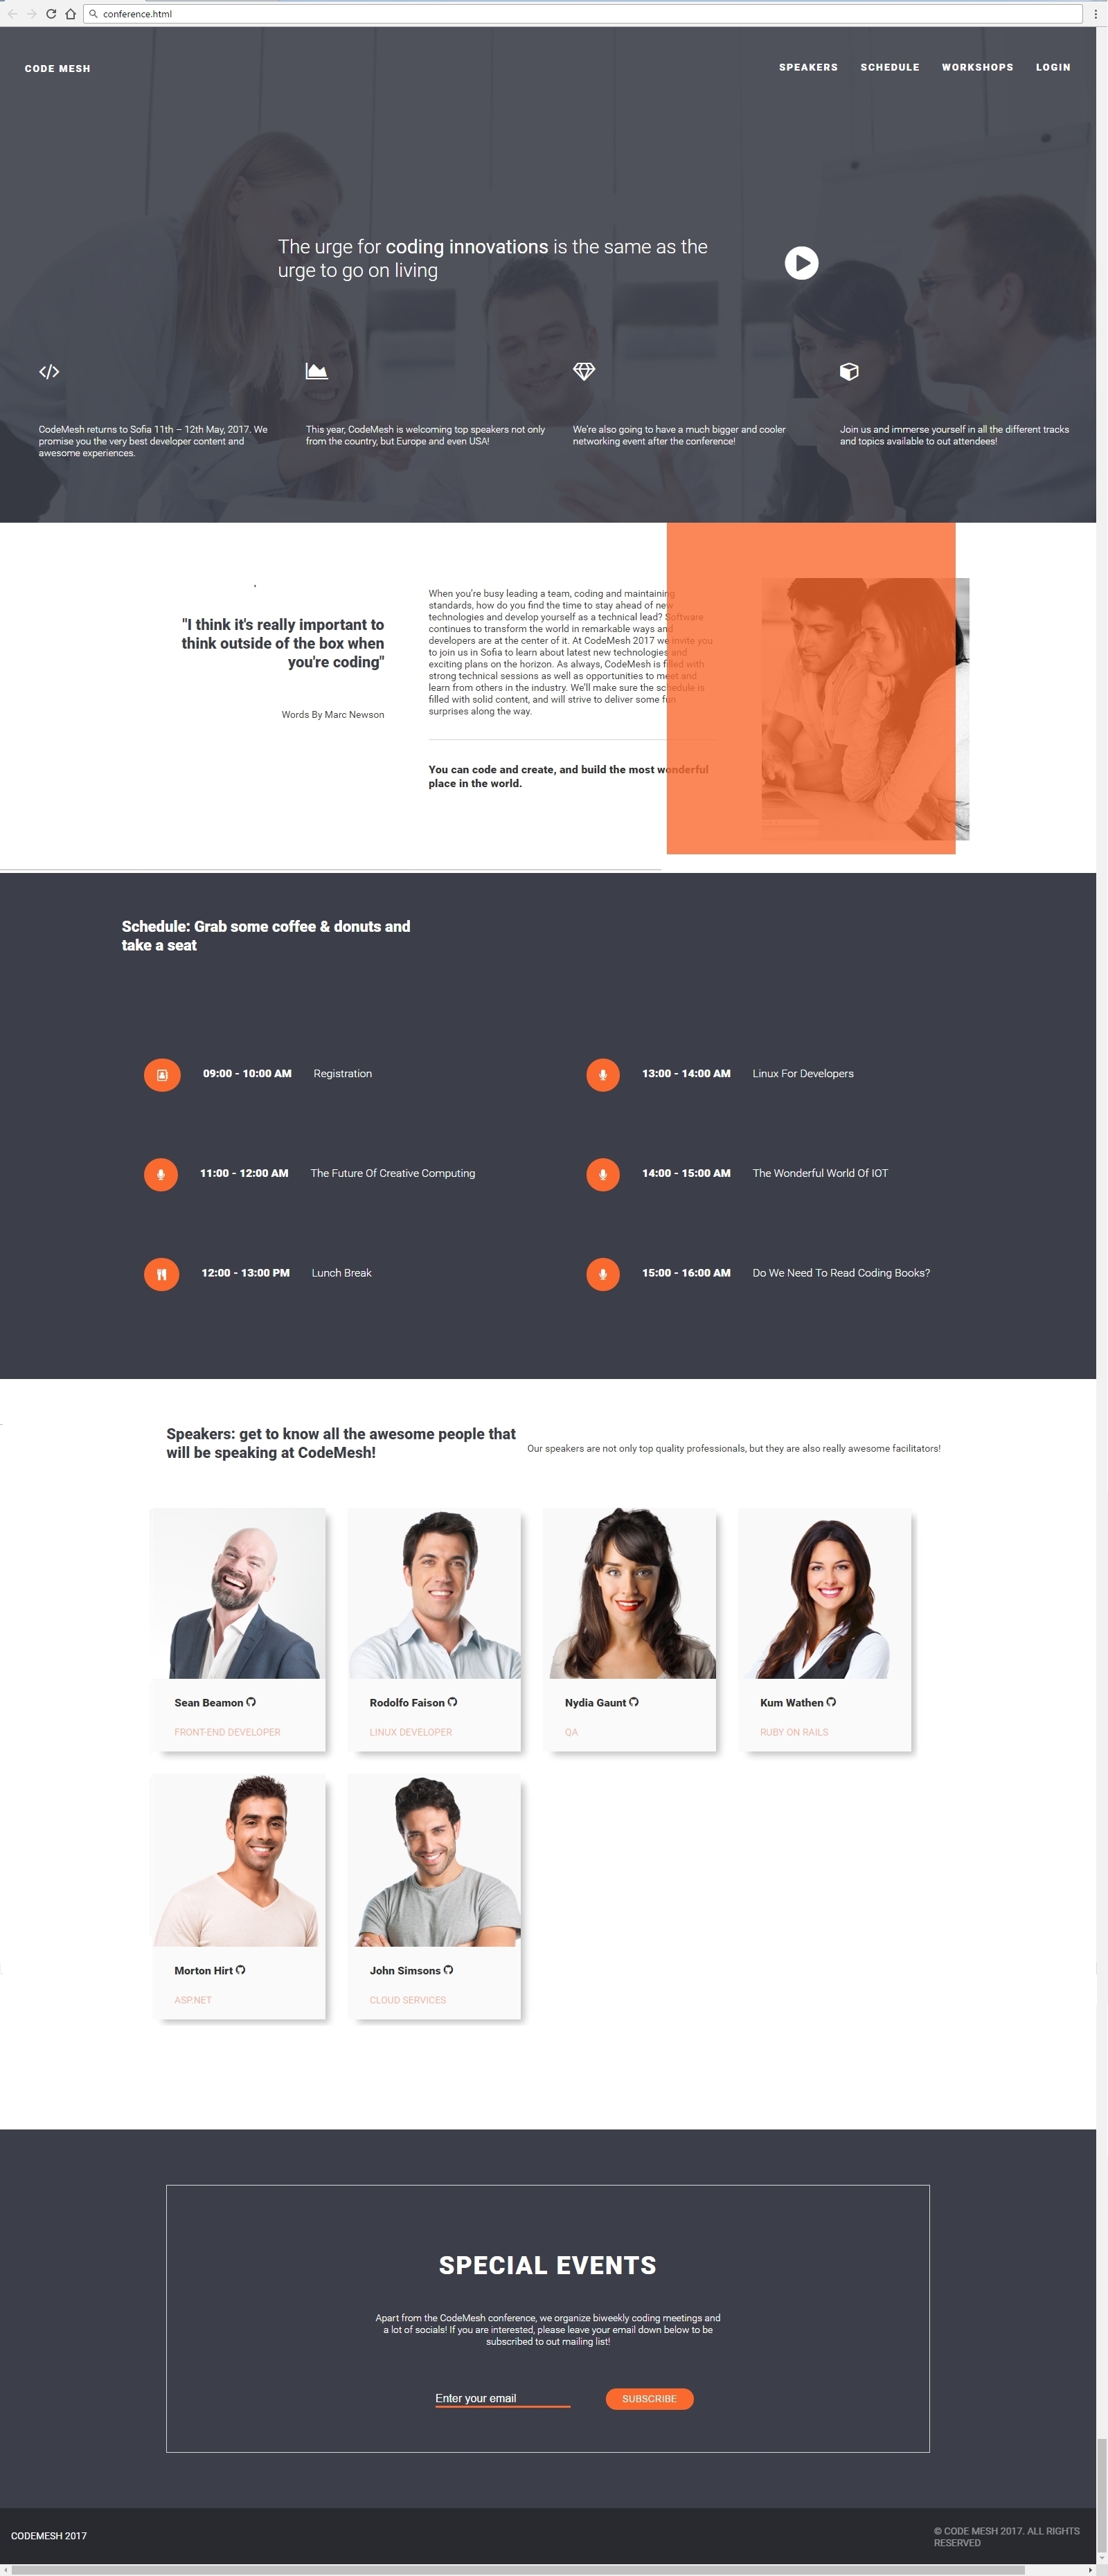 conference.html
CODE MESH
SPEAKERS SCHEDULE WORKSHOPS LOGIN
The urge for coding innovations is the same as the
urge to go on living
CodeMesh returns to Sofia 11th – 12th May, 2017. We
promise you the very best developer content and
awesome experiences.
This year, CodeMesh is welcoming top speakers not only
from the country, but Europe and even USA!
We're also going to have a much bigger and cooler
networking event after the conference!
Join us and immerse yourself in all the different tracks
and topics available to out attendees!
"I think it's really important to
think outside of the box when
you're coding"
Words By Marc Newson
When you're busy leading a team, coding and maintaining
standards, how do you find the time to stay ahead of new
technologies and develop yourself as a technical lead? Software
continues to transform the world in remarkable ways and
developers are at the center of it. At CodeMesh 2017 we invite you
to join us in Sofia to learn about latest new technologies and
exciting plans on the horizon. As always, CodeMesh is filled with
strong technical sessions as well as opportunities to meet and
learn from others in the industry. We'll make sure the schedule is
filled with solid content, and will strive to deliver some fun
surprises along the way.
You can code and create, and build the most wonderful
place in the world.
Schedule: Grab some coffee & donuts and
take a seat
09:00 - 10:00 AM Registration
13:00 - 14:00 AM Linux For Developers
11:00 - 12:00 AM The Future Of Creative Computing
14:00 - 15:00 AM The Wonderful World Of IOT
12:00 - 13:00 PM Lunch Break
15:00 - 16:00 AM Do We Need To Read Coding Books?
Speakers: get to know all the awesome people that
will be speaking at CodeMesh!
Our speakers are not only top quality professionals, but they are also really awesome facilitators!
Sean Beamon
FRONT-END DEVELOPER
Rodolfo Faison
LINUX DEVELOPER
Nydia Gaunt
QA
Kum Wathen
RUBY ON RAILS
Morton Hirt
ASP.NET
John Simsons
CLOUD SERVICES
SPECIAL EVENTS
Apart from the CodeMesh conference, we organize biweekly coding meetings and
a lot of socials! If you are interested, please leave your email down below to be
subscribed to out mailing list!
Enter your email
SUBSCRIBE
CODEMESH 2017
© CODE MESH 2017. ALL RIGHTS
RESERVED